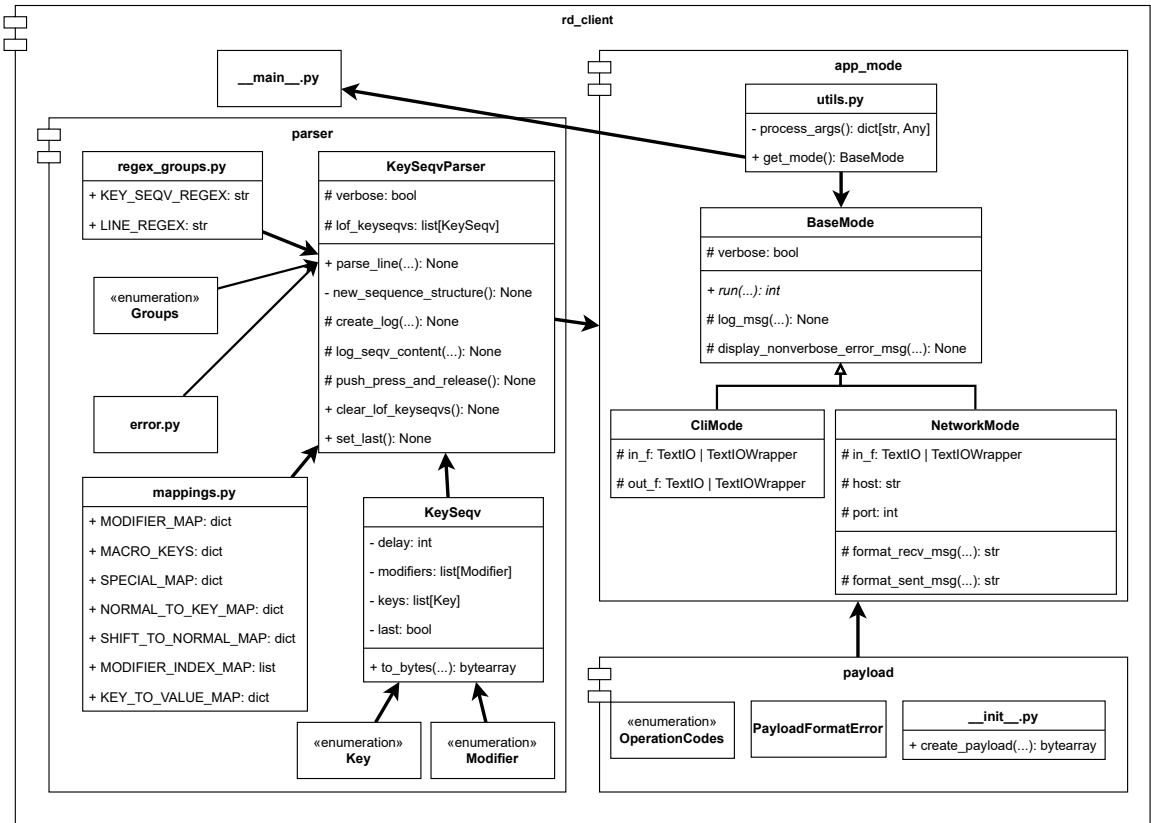 rd_client
__main__.py
parser
regex_groups.py
+ KEY_SEQV_REGEX: str
+ LINE_REGEX: str
«enumeration»
Groups
error.py
mappings.py
+ MODIFIER_MAP: dict
+ MACRO_KEYS: dict
+ SPECIAL_MAP: dict
+ NORMAL_TO_KEY_MAP: dict
+ SHIFT_TO_NORMAL_MAP: dict
+ MODIFIER_INDEX_MAP: list
+ KEY_TO_VALUE_MAP: dict
KeySeqvParser
# verbose: bool
# lof_keyseqvs: list[KeySeqv]
+ parse_line(...): None
- new_sequence_structure(): None
# create_log(...): None
# log_seqv_content(...): None
# push_press_and_release(): None
+ clear_lof_keyseqvs(): None
+ set_last(): None
KeySeqv
- delay: int
- modifiers: list[Modifier]
- keys: list[Key]
- last: bool
+ to_bytes(...): bytearray
«enumeration»
Key
«enumeration»
Modifier
app_mode
utils.py
- process_args(): dict[str, Any]
+ get_mode(): BaseMode
BaseMode
# verbose: bool
+ run(...): int
# log_msg(...): None
# display_nonverbose_error_msg(...): None
CliMode
# in_f: TextIO | TextIOWrapper
# out_f: TextIO | TextIOWrapper
NetworkMode
# in_f: TextIO | TextIOWrapper
# host: str
# port: int
# format_recv_msg(...): str
# format_sent_msg(...): str
payload
«enumeration»
OperationCodes
PayloadFormatError
__init__.py
+ create_payload(...): bytearray